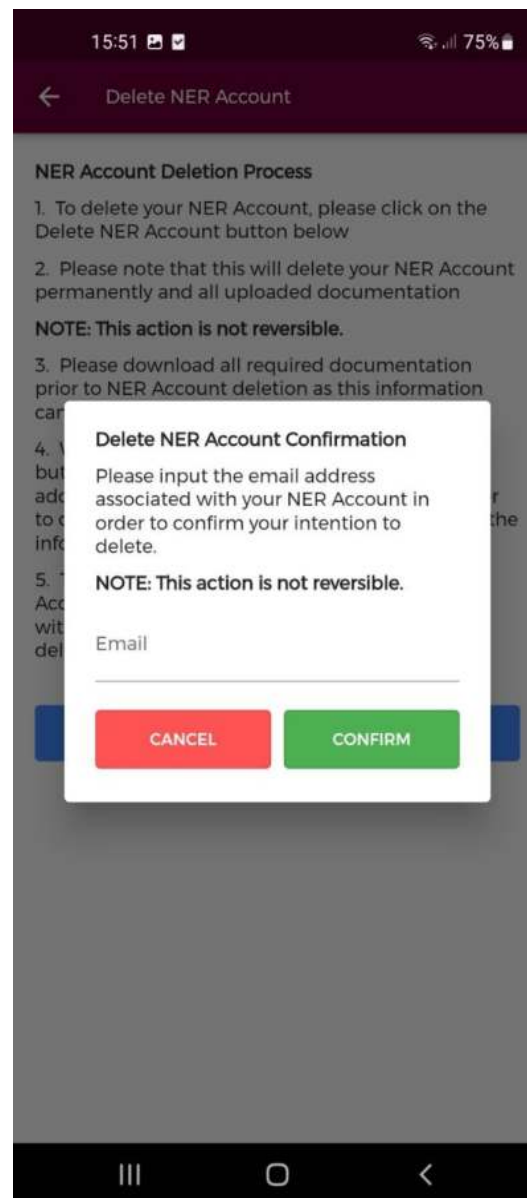 15:51
75%
Delete NER Account
NER Account Deletion Process
1. To delete your NER Account, please click on the
Delete NER Account button below
2. Please note that this will delete your NER Account
permanently and all uploaded documentation
NOTE: This action is not reversible.
3. Please download all required documentation
prior to NER Account deletion as this information
4.
5.
the
Delete NER Account Confirmation
Please input the email address
associated with your NER Account in
order to confirm your intention to
delete.
NOTE: This action is not reversible.
Email
CANCEL CONFIRM